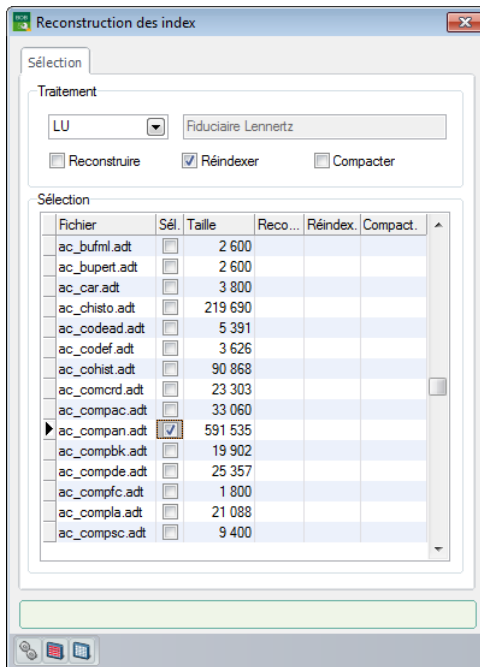 Reconstruction des index
Sélection
Traitement
LU Fiduciaire Lennertz
Reconstruire Réindexer Compacter
Sélection
Fichier Sél. Taille Reco... Réindex. Compact.
ac_bufml.adt 2 600
ac_bupert.adt 2 600
ac_car.adt 3 800
ac_chisto.adt 219 690
ac_codead.adt 5 391
ac_codef.adt 3 626
ac_cohist.adt 90 868
ac_comcrd.adt 23 303
ac_compac.adt 33 060
ac_compan.adt 591 535
ac_compbk.adt 19 902
ac_compde.adt 25 357
ac_compfc.adt 1 800
ac_compla.adt 21 088
ac_compsc.adt 9 400